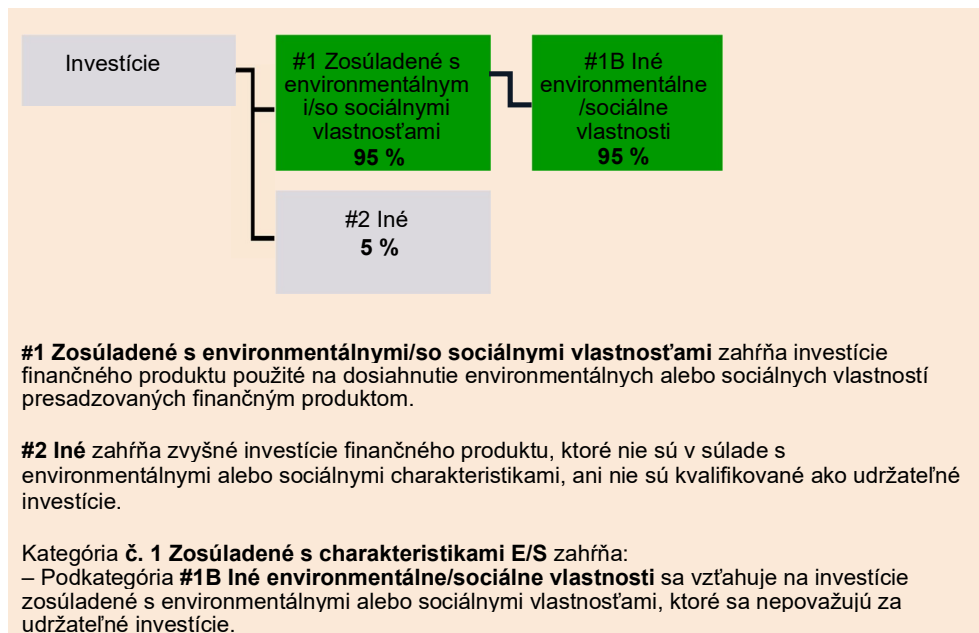 Investície
#1 Zosúladené s
environmentálnym
i/so sociálnymi
vlastnosťami
95 %
#1B Iné
environmentálne
/sociálne
vlastnosti
95 %
#2 Iné
5 %
#1 Zosúladené s environmentálnymi/so sociálnymi vlastnosťami zahŕňa investície
finančného produktu použité na dosiahnutie environmentálnych alebo sociálnych vlastností
presadzovaných finančným produktom.
#2 Iné zahŕňa zvyšné investície finančného produktu, ktoré nie sú v súlade s
environmentálnymi alebo sociálnymi charakteristikami, ani nie sú kvalifikované ako udržateľné
investície.
Kategória č. 1 Zosúladené s charakteristikami E/S zahŕňa:
– Podkategória #1B Iné environmentálne/sociálne vlastnosti sa vzťahuje na investície
zosúladené s environmentálnymi alebo sociálnymi vlastnosťami, ktoré sa nepovažujú za
udržateľné investície.